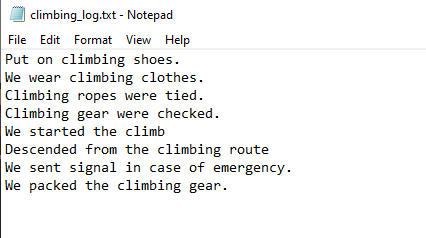 climbing_log.txt - Notepad
File Edit Format View Help
Put on climbing shoes.
We wear climbing clothes.
Climbing ropes were tied.
Climbing gear were checked.
We started the climb
Descended from the climbing route
We sent signal in case of emergency.
We packed the climbing gear.